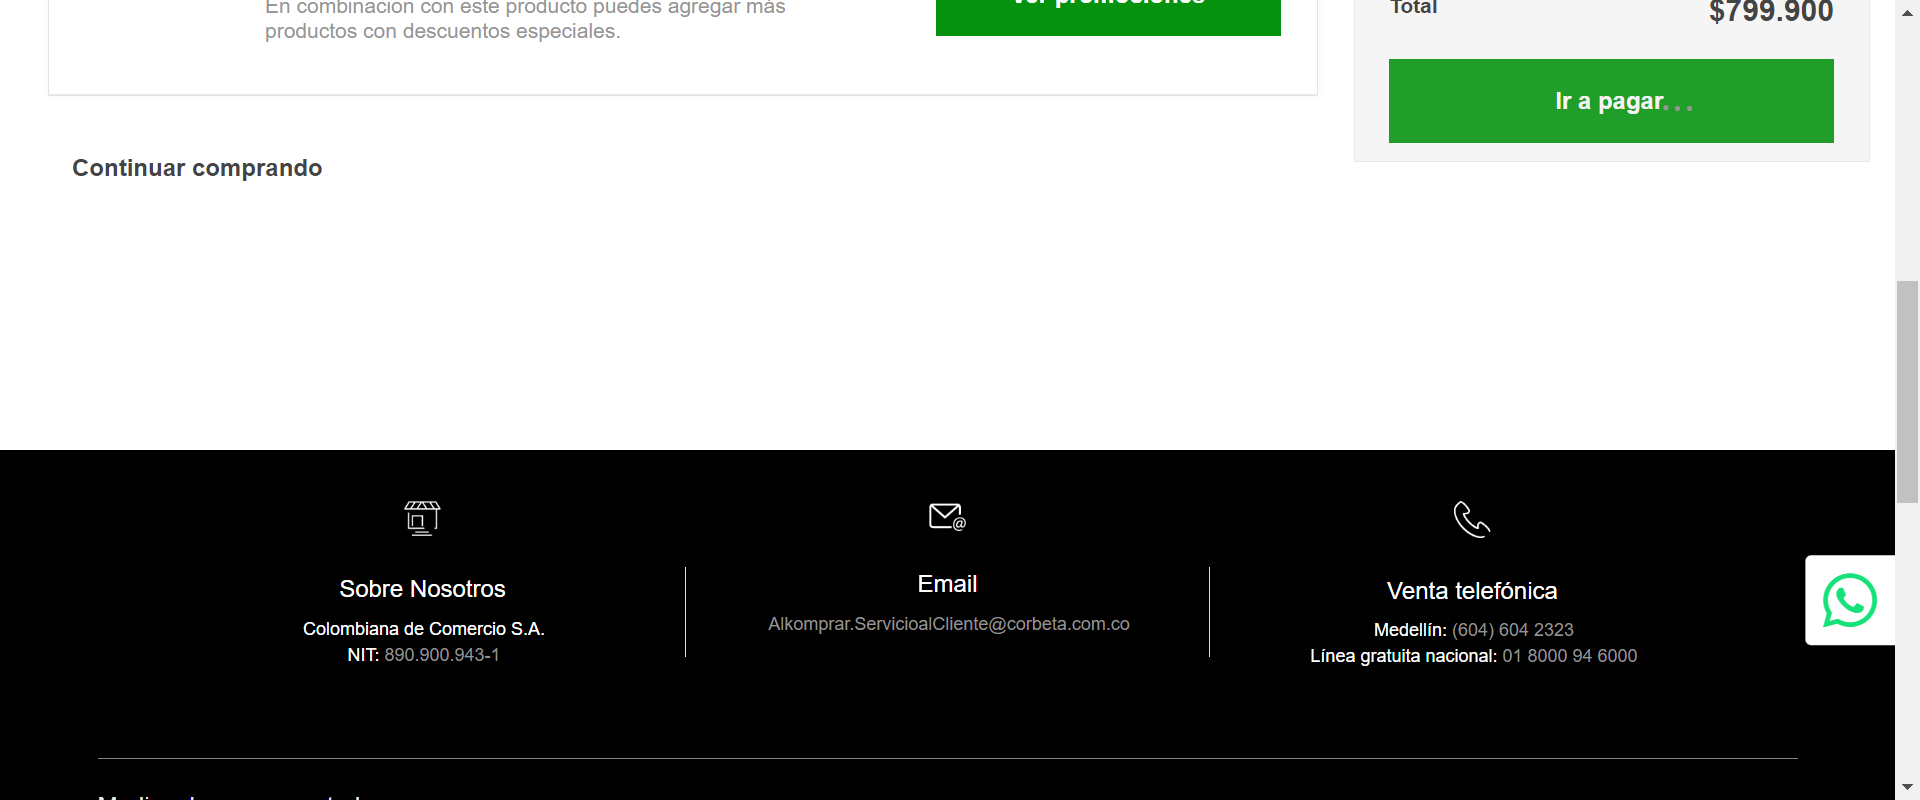 En combinación con este producto puedes agregar más
productos con descuentos especiales.
Ver promociones
Total
$799.900
Ir a pagar...
Continuar comprando
Sobre Nosotros
Colombiana de Comercio S.A.
NIT: 890.900.943-1
Email
Alkomprar.ServicioalCliente@corbeta.com.co
Venta telefónica
Medellín: (604) 604 2323
Línea gratuita nacional: 01 8000 94 6000